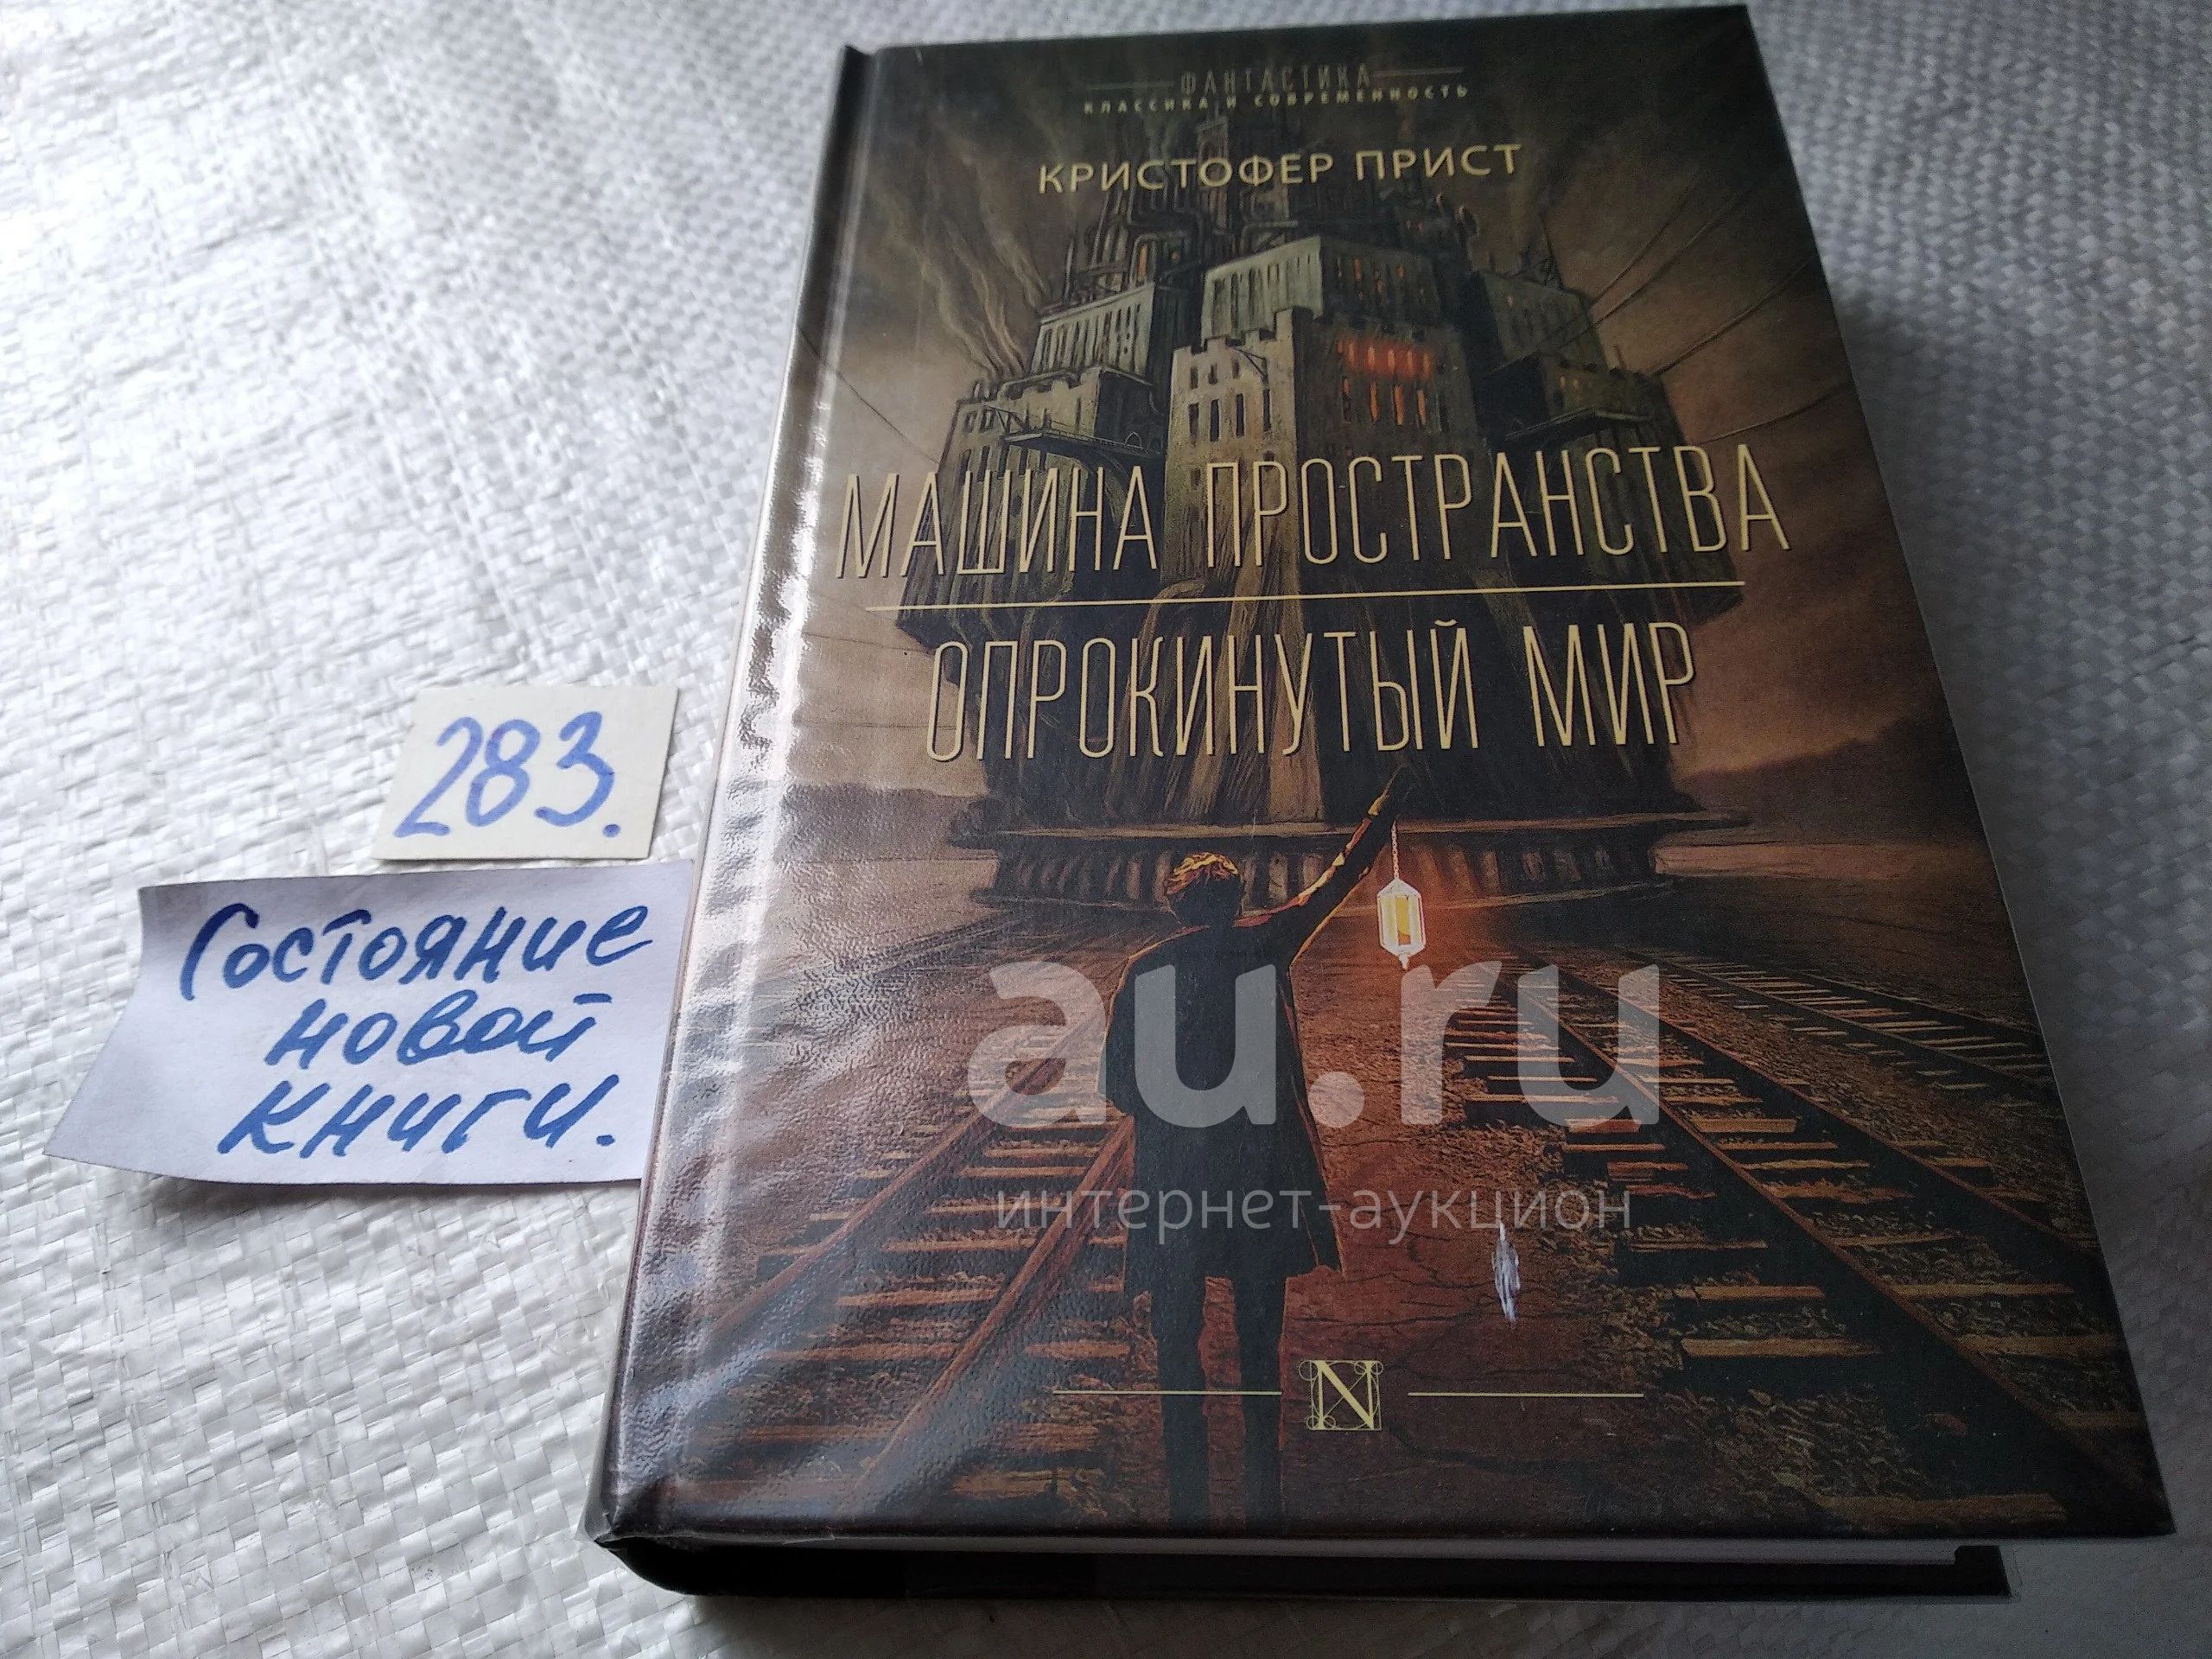 ФАНТАСТИКА
КЛАССИКА И СОВРЕМЕННОСТЬ
КРИСТОФЕР ПРИСТ
МАШИНА ПРОСТРАНСТВА
ОПРОКИНУТЫЙ МИР
283.
Состояние
новой
книги.
au.ru
интернет-аукцион
N